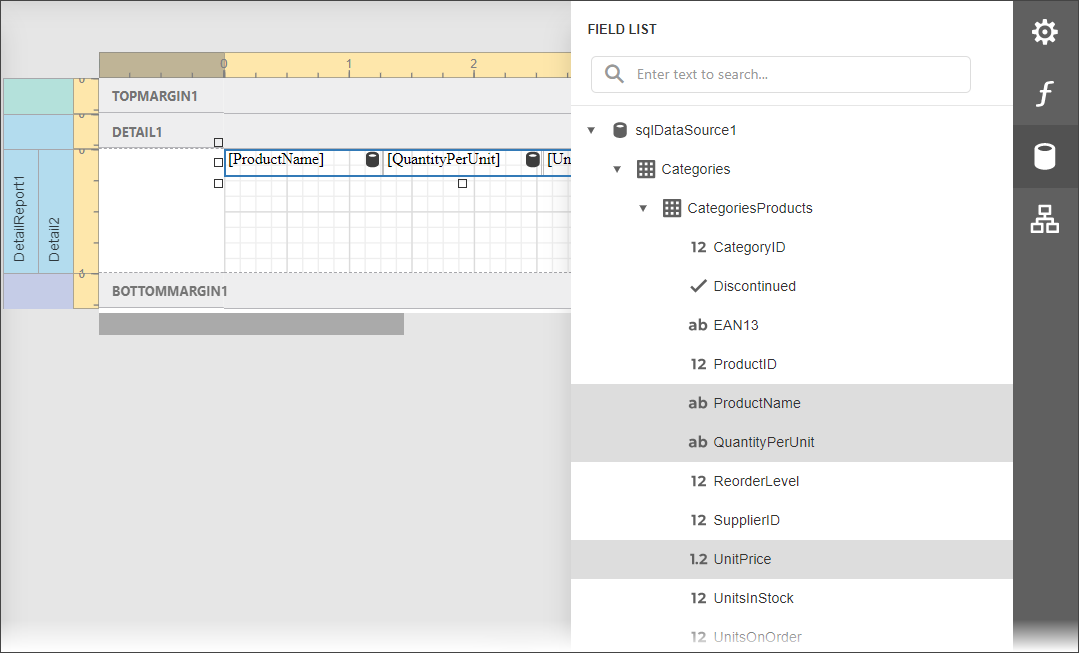 FIELD LIST
Enter text to search...
0 1 2
TOPMARGIN1
DETAIL1
[ProductName] [QuantityPerUnit] [Un
DetailReport1
Detail2
BOTTOMMARGIN1
sqlDataSource1
Categories
CategoriesProducts
12 CategoryID
Discontinued
ab EAN13
12 ProductID
ab ProductName
ab QuantityPerUnit
12 ReorderLevel
12 SupplierID
1.2 UnitPrice
12 UnitsInStock
12 UnitsOnOrder